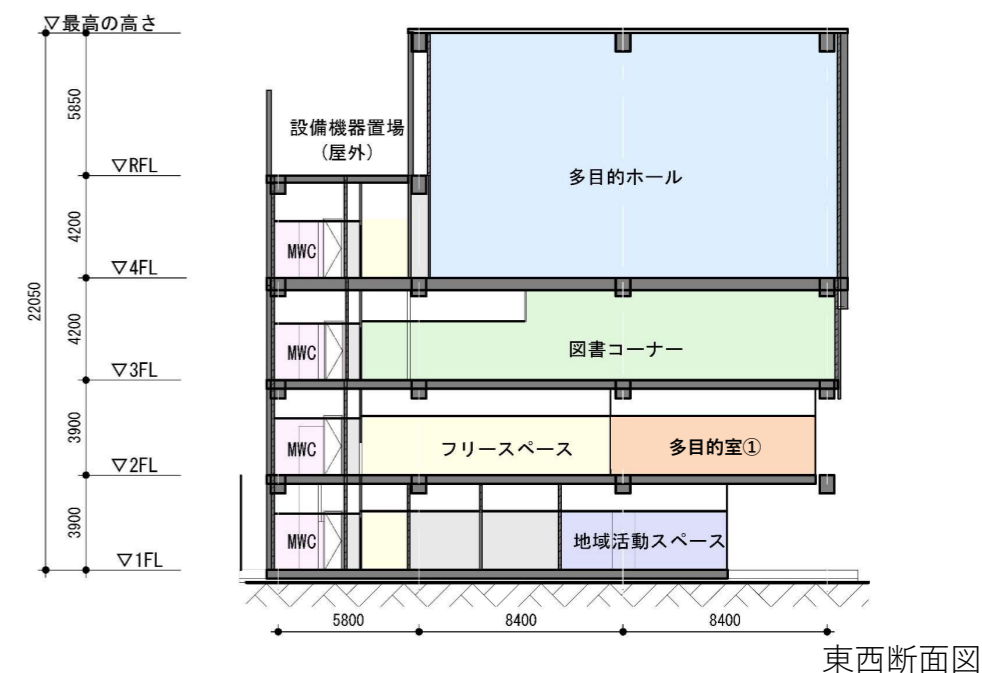 ▽最高の高さ
5850
設備機器置場
(屋外)
▽RFL
多目的ホール
4200
MWC
▽4FL
22050
4200
MWC
図書コーナー
▽3FL
3900
MWC
フリースペース
多目的室①
▽2FL
3900
MWC
地域活動スペース
▽1FL
5800
8400
8400
東西断面図